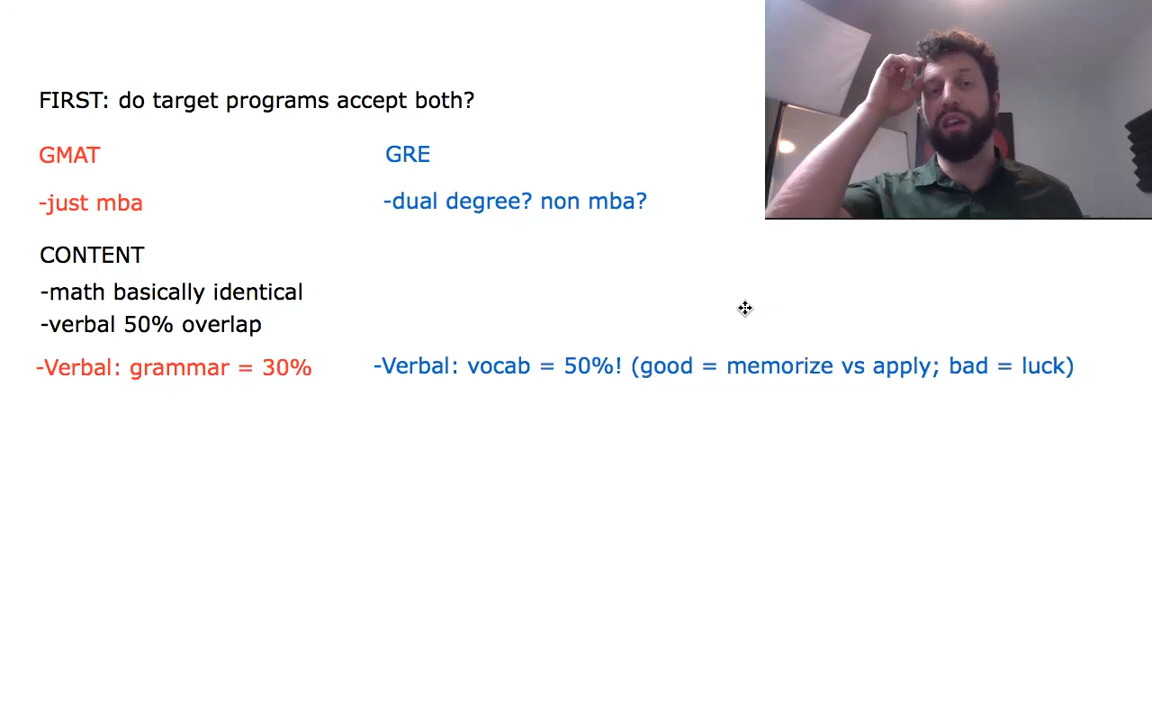 FIRST: do target programs accept both?
GMAT
GRE
-just mba
-dual degree? non mba?
CONTENT
-math basically identical
-verbal 50% overlap
-Verbal: grammar = 30%
-Verbal: vocab = 50%! (good = memorize vs apply; bad = luck)